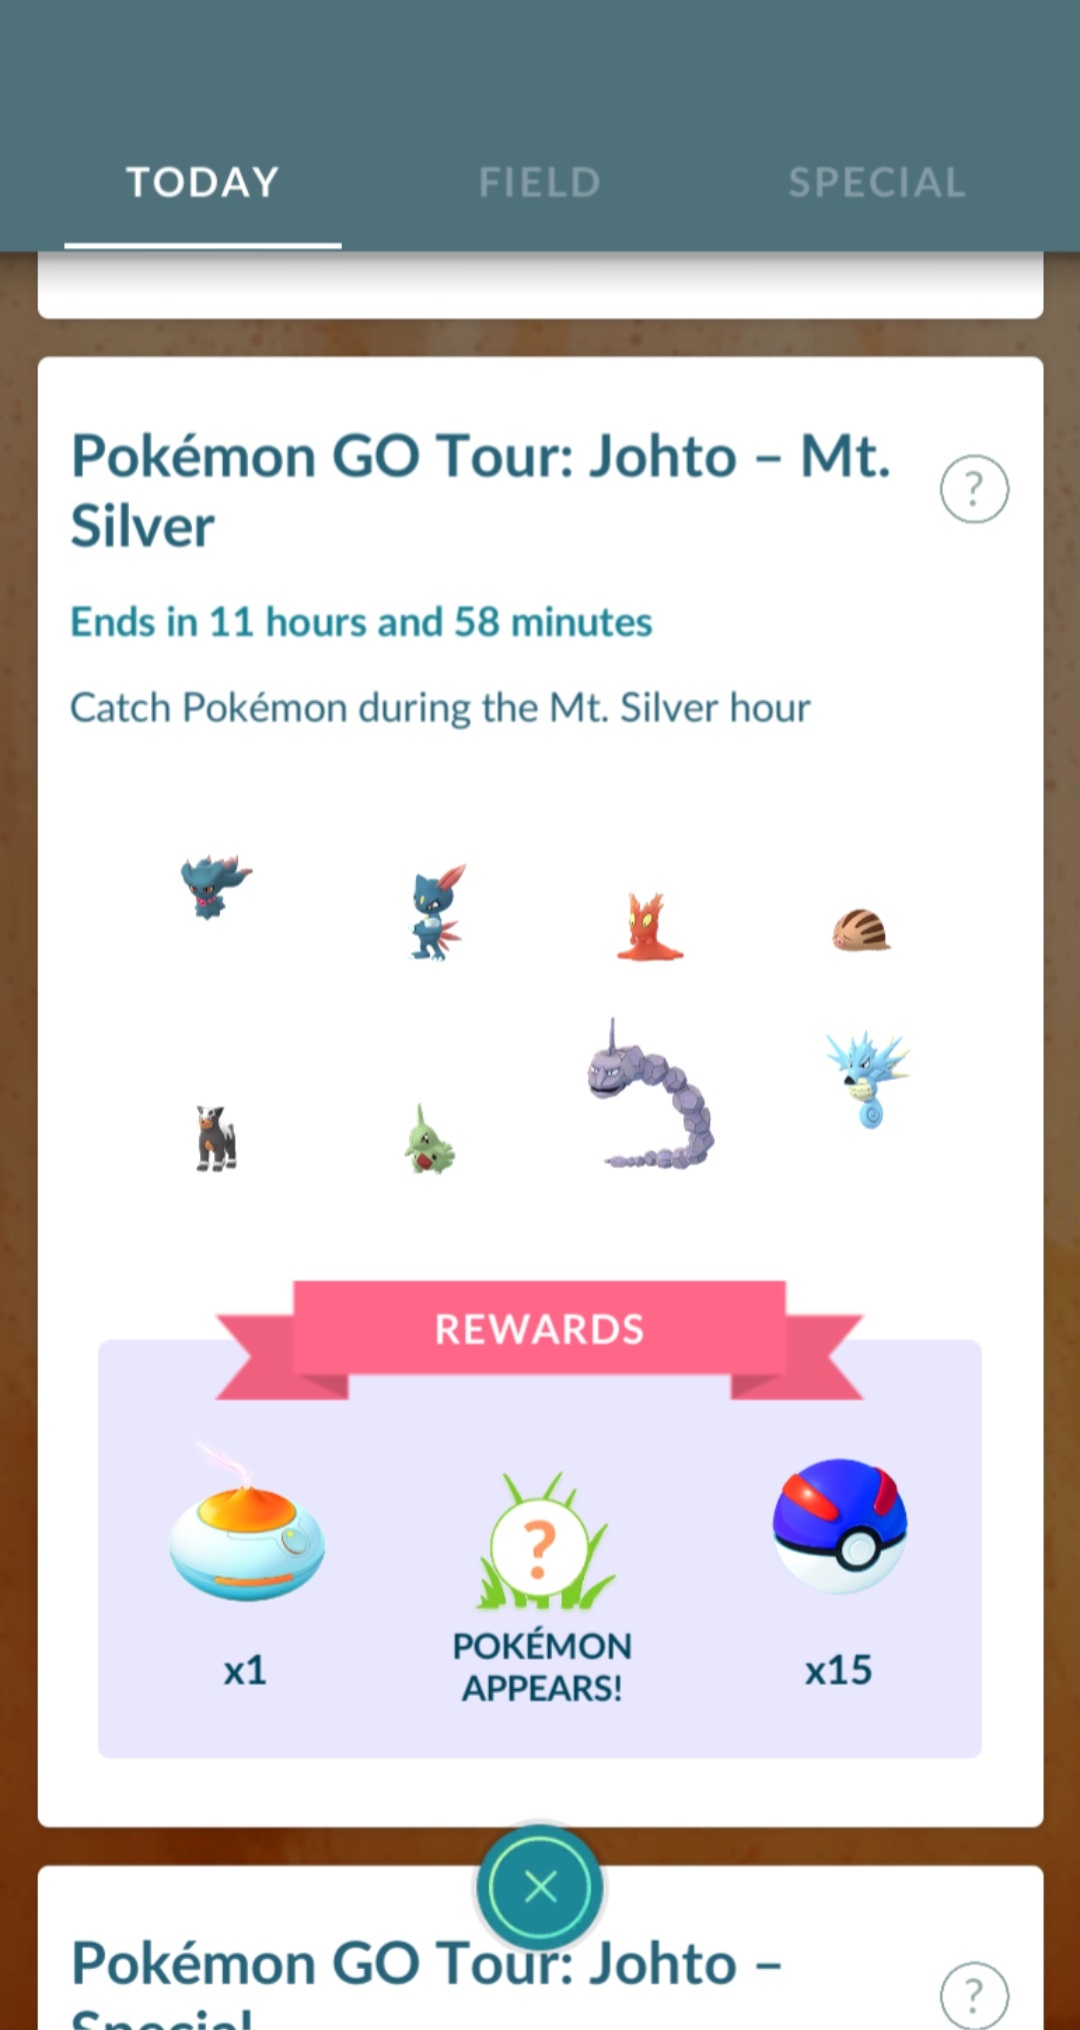 TODAY FIELD SPECIAL
Pokémon GO Tour: Johto – Mt.
Silver
?
Ends in 11 hours and 58 minutes
Catch Pokémon during the Mt. Silver hour
REWARDS
?
x1
POKÉMON
APPEARS!
x15
Pokémon GO Tour: Johto –
Special
?